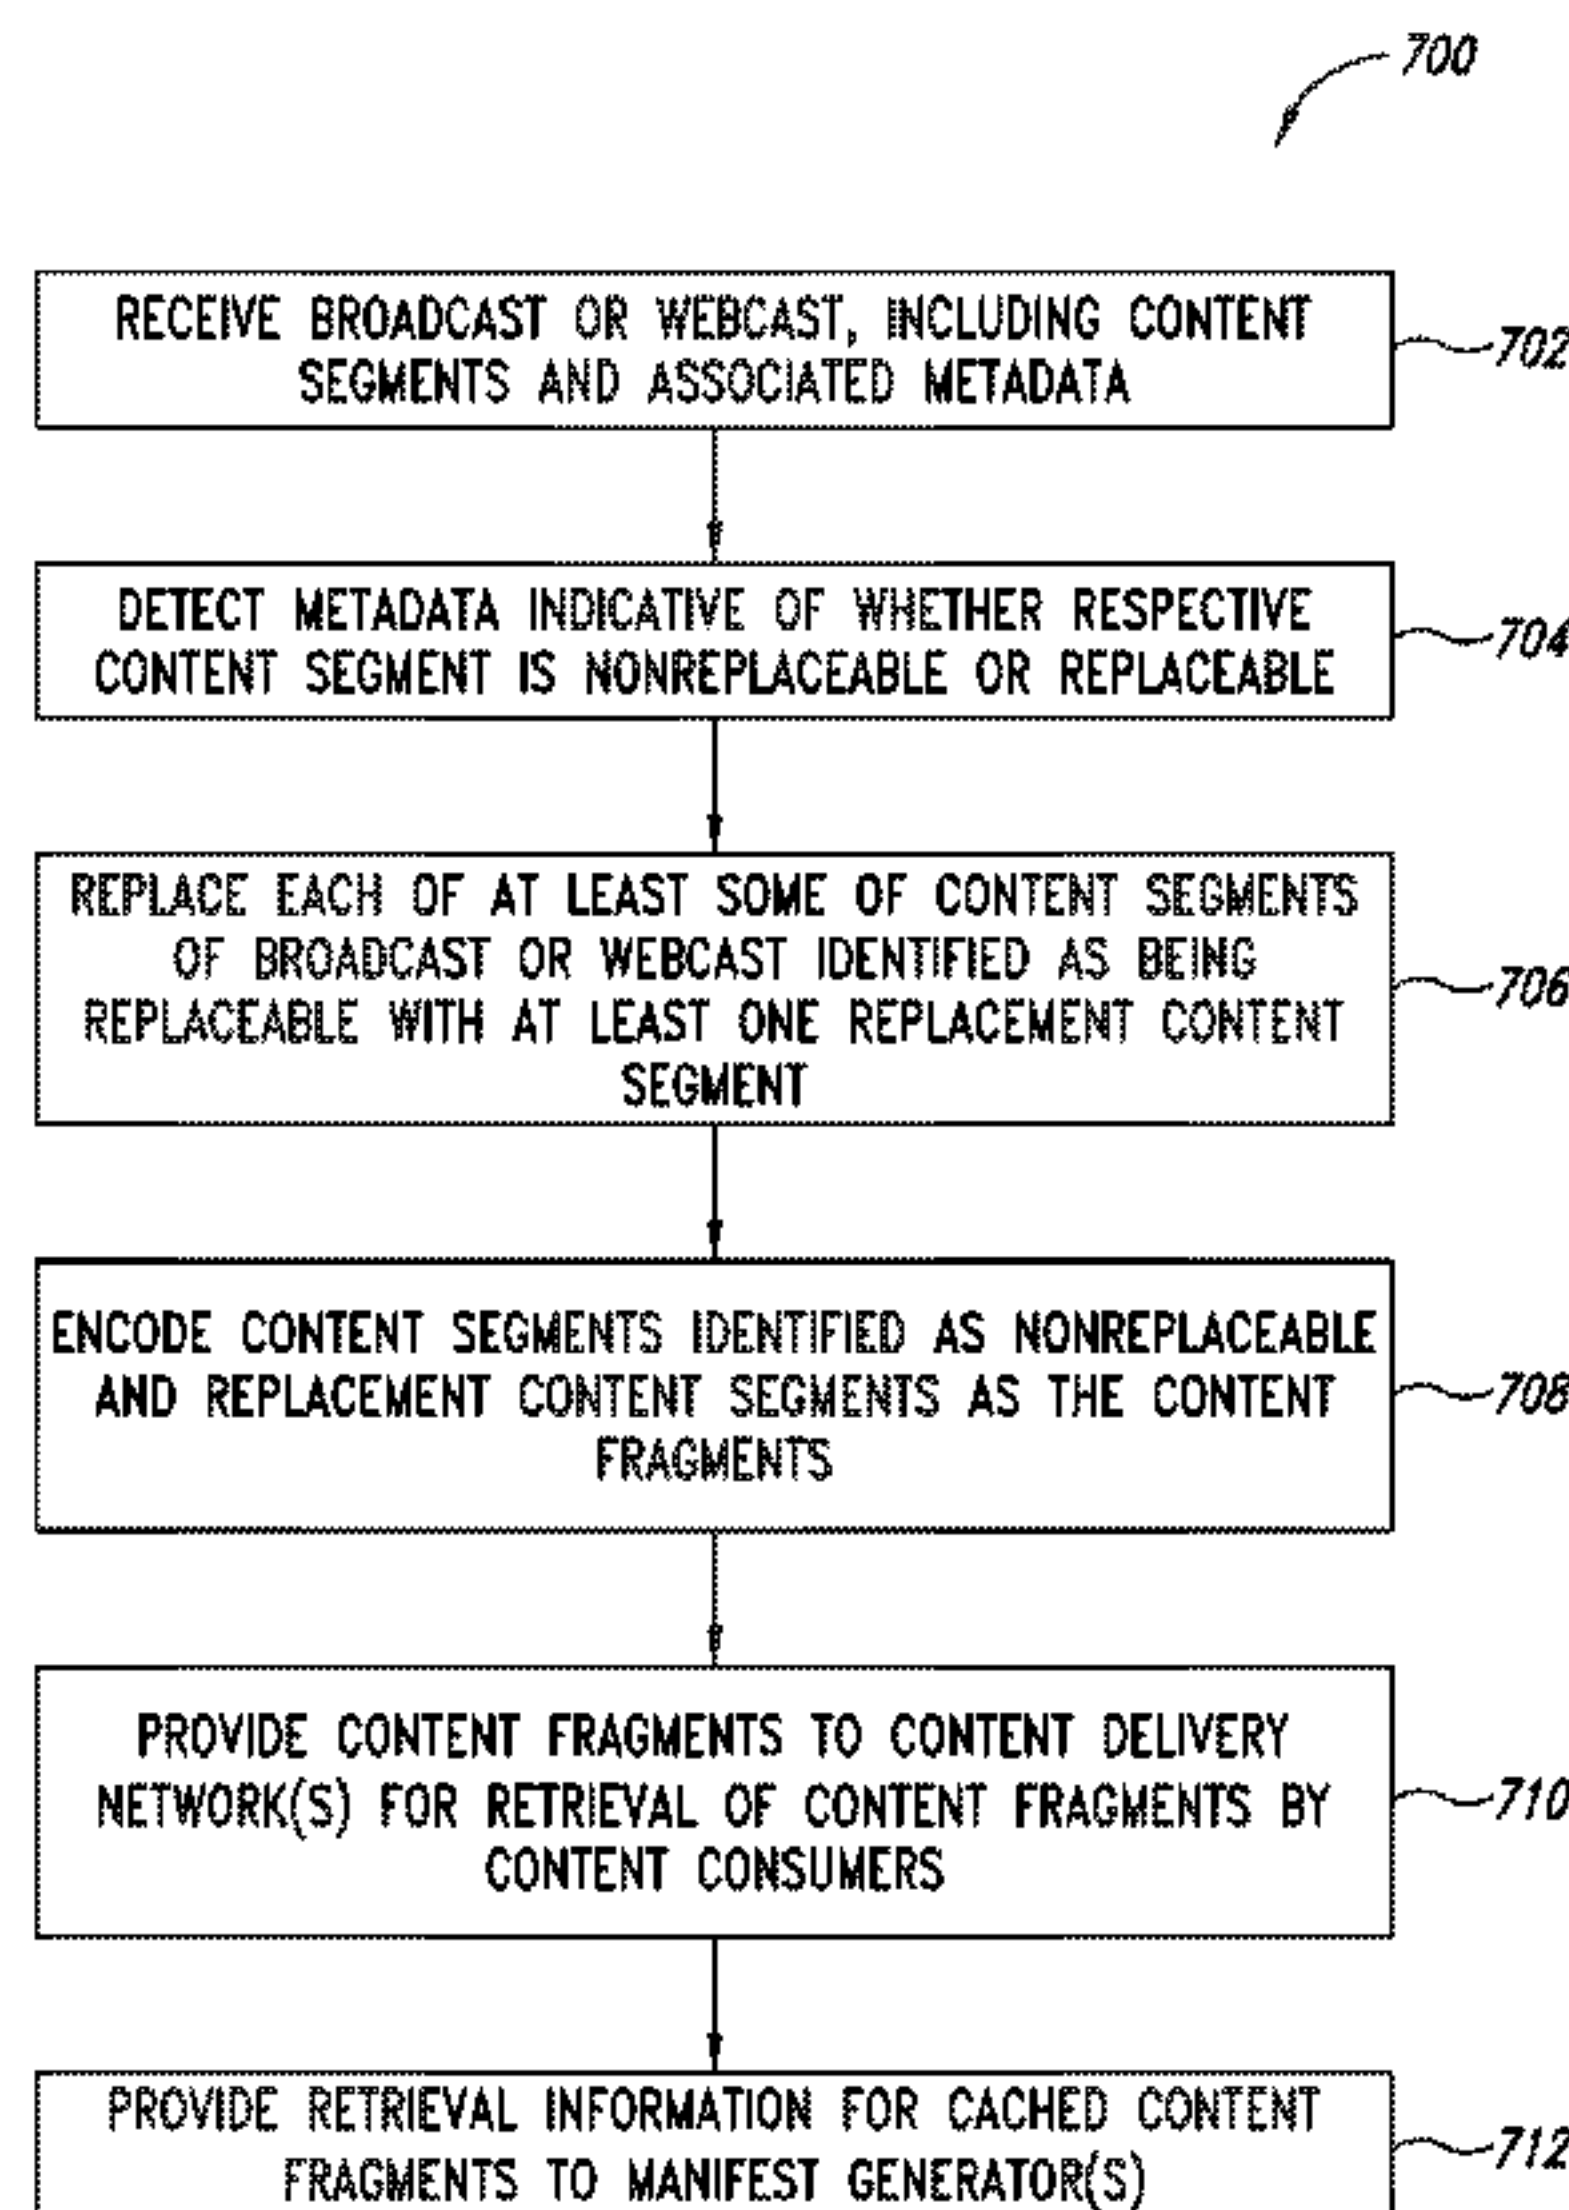 700
RECEIVE BROADCAST OR WEBCAST, INCLUDING CONTENT
SEGMENTS AND ASSOCIATED METADATA
702
DETECT METADATA INDICATIVE OF WHETHER RESPECTIVE
CONTENT SEGMENT IS NONREPLACEABLE OR REPLACEABLE
704
REPLACE EACH OF AT LEAST SOME OF CONTENT SEGMENTS
OF BROADCAST OR WEBCAST IDENTIFIED AS BEING
REPLACEABLE WITH AT LEAST ONE REPLACEMENT CONTENT
SEGMENT
706
ENCODE CONTENT SEGMENTS IDENTIFIED AS NONREPLACEABLE
AND REPLACEMENT CONTENT SEGMENTS AS THE CONTENT
FRAGMENTS
708
PROVIDE CONTENT FRAGMENTS TO CONTENT DELIVERY
NETWORK(S) FOR RETRIEVAL OF CONTENT FRAGMENTS BY
CONTENT CONSUMERS
710
PROVIDE RETRIEVAL INFORMATION FOR CACHED CONTENT
FRAGMENTS TO MANIFEST GENERATOR(S)
712